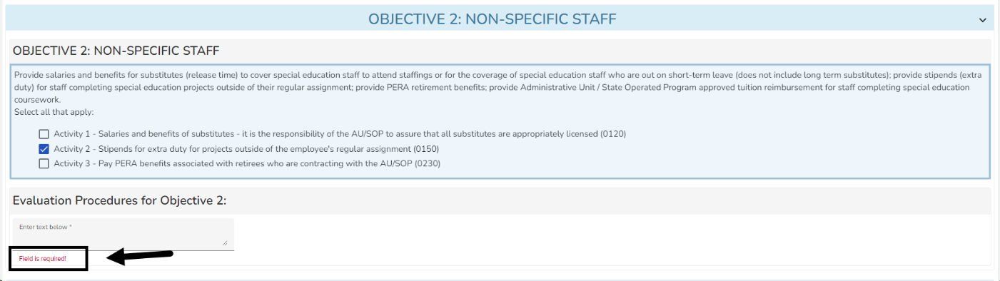 OBJECTIVE 2: NON-SPECIFIC STAFF
OBJECTIVE 2: NON-SPECIFIC STAFF
Provide salaries and benefits for substitutes (release time) to cover special education staff to attend staffings or for the coverage of special education staff who are out on short-term leave (does not include long term substitutes); provide stipends (extra
duty) for staff completing special education projects outside of their regular assignment; provide PERA retirement benefits; provide Administrative Unit / State Operated Program approved tuition reimbursement for staff completing special education
coursework.
Select all that apply:
Activity 1 - Salaries and benefits of substitutes - it is the responsibility of the AU/SOP to assure that all substitutes are appropriately licensed (0120)
Activity 2 - Stipends for extra duty for projects outside of the employee's regular assignment (0150)
Activity 3 - Pay PERA benefits associated with retirees who are contracting with the AU/SOP (0230)
Evaluation Procedures for Objective 2:
Enter text below *
Field is required!